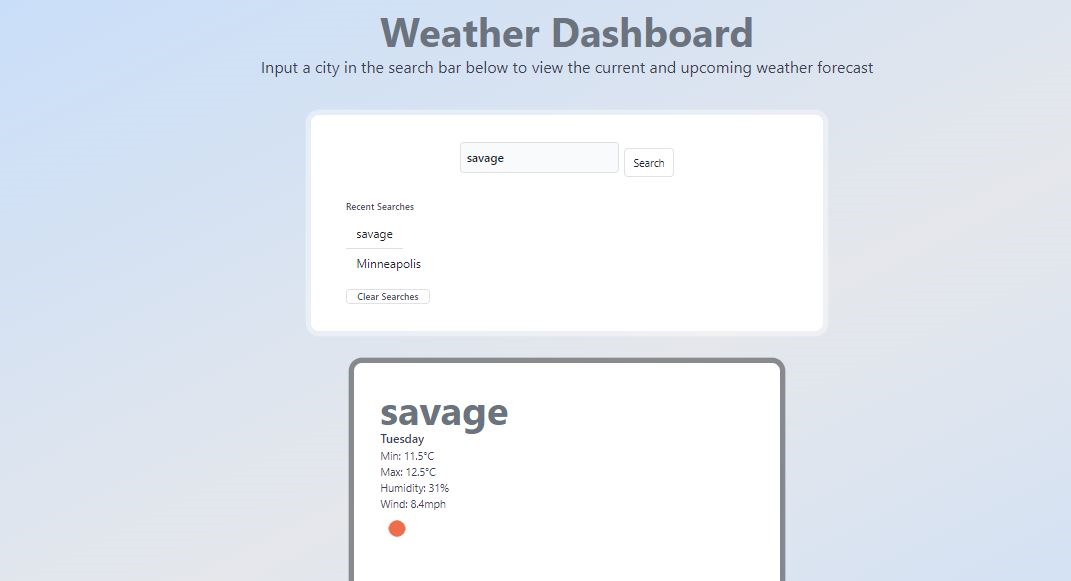 Weather Dashboard
Input a city in the search bar below to view the current and upcoming weather forecast
savage
Search
Recent Searches
savage
Minneapolis
Clear Searches
savage
Tuesday
Min: 11.5°C
Max: 12.5°C
Humidity: 31%
Wind: 8.4mph